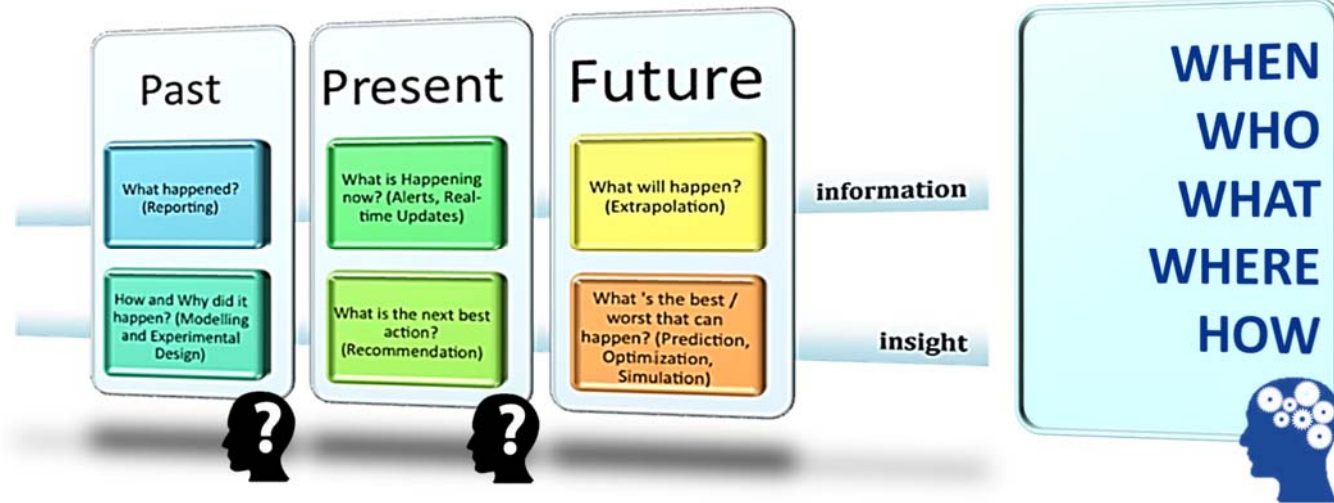 Past
What happened?
(Reporting)
How and Why did it
happen? (Modelling
and Experimental
Design)
Present
What is Happening
now? (Alerts, Real-
time Updates)
What is the next best
action?
(Recommendation)
Future
What will happen?
(Extrapolation)
What 's the best /
worst that can
happen? (Prediction,
Optimization,
Simulation)
information
insight
WHEN
WHO
WHAT
WHERE
HOW
?
?